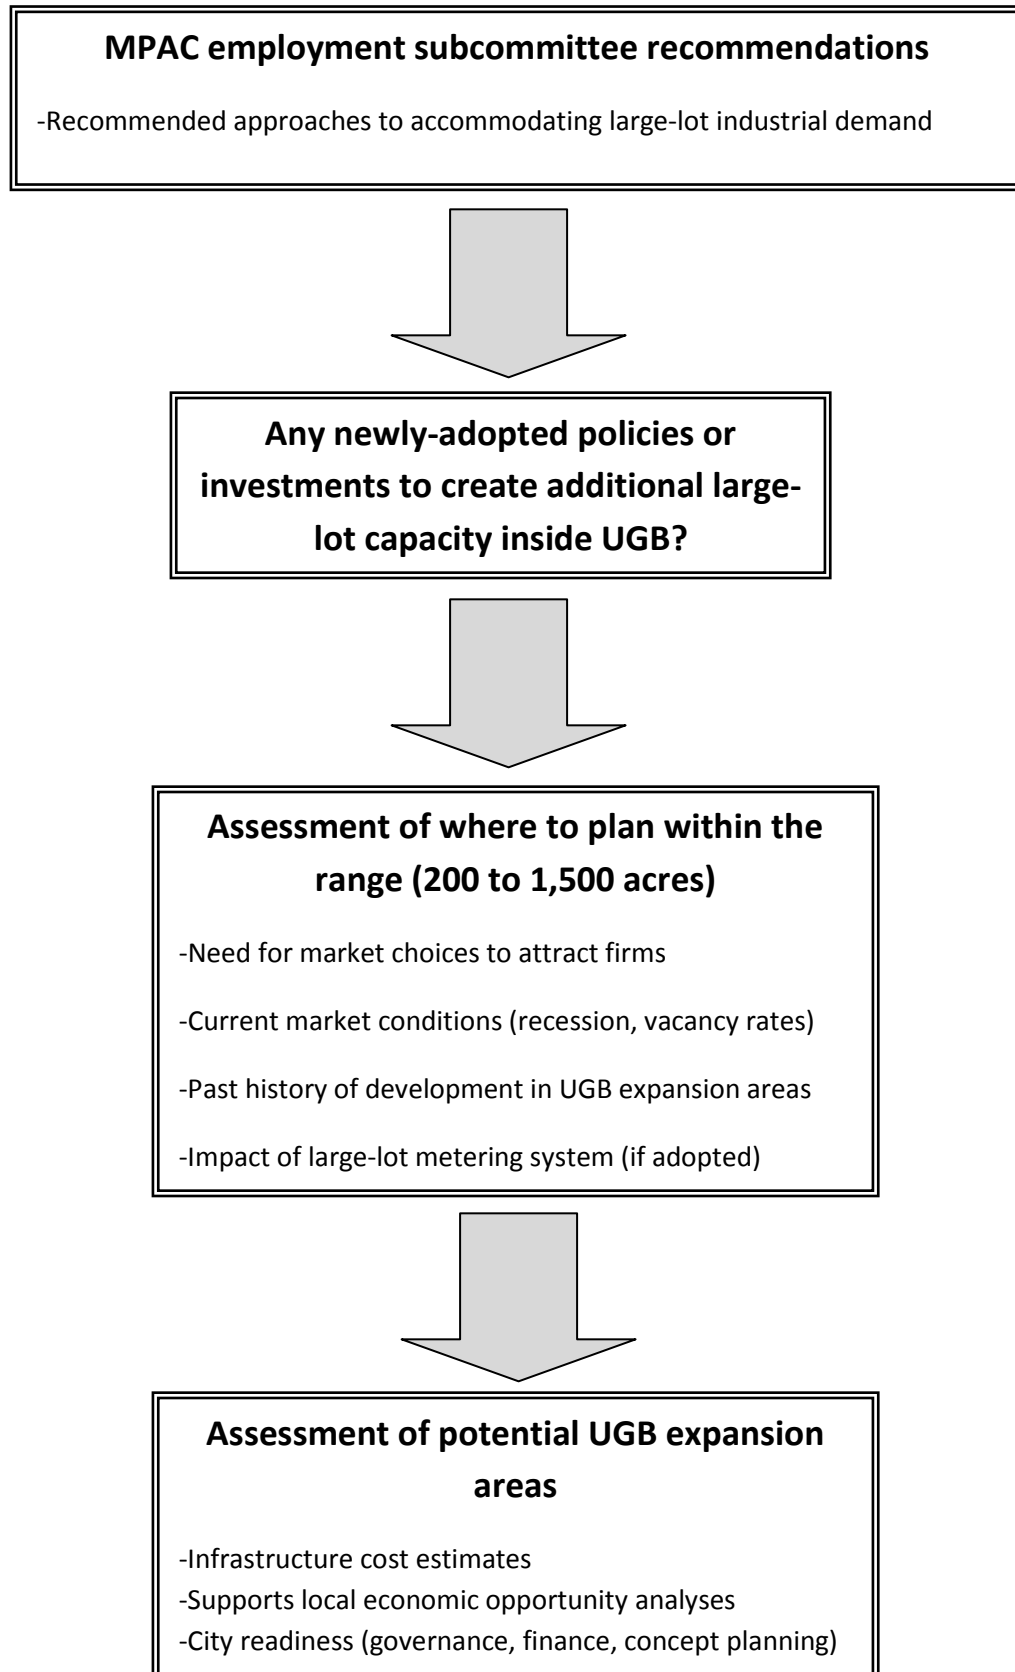 MPAC employment subcommittee recommendations
-Recommended approaches to accommodating large-lot industrial demand
Any newly-adopted policies or
investments to create additional large-
lot capacity inside UGB?
Assessment of where to plan within the
range (200 to 1,500 acres)
-Need for market choices to attract firms
-Current market conditions (recession, vacancy rates)
-Past history of development in UGB expansion areas
-Impact of large-lot metering system (if adopted)
Assessment of potential UGB expansion
areas
-Infrastructure cost estimates
-Supports local economic opportunity analyses
-City readiness (governance, finance, concept planning)